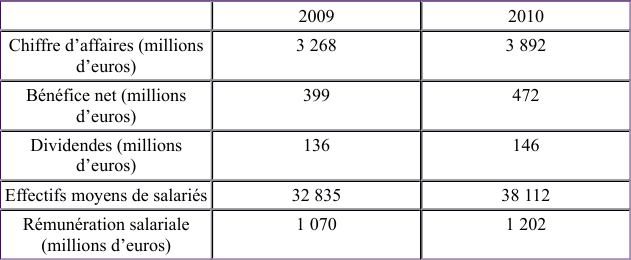 2009 2010
Chiffre d’affaires (millions 3 268 3 892
d’euros)
Bénéfice net (millions 399 472
d’euros)
Dividendes (millions 136 146
d’euros)
Effectifs moyens de salariés 32 835 38 112
Rémunération salariale 1 070 1 202
(millions d’euros)